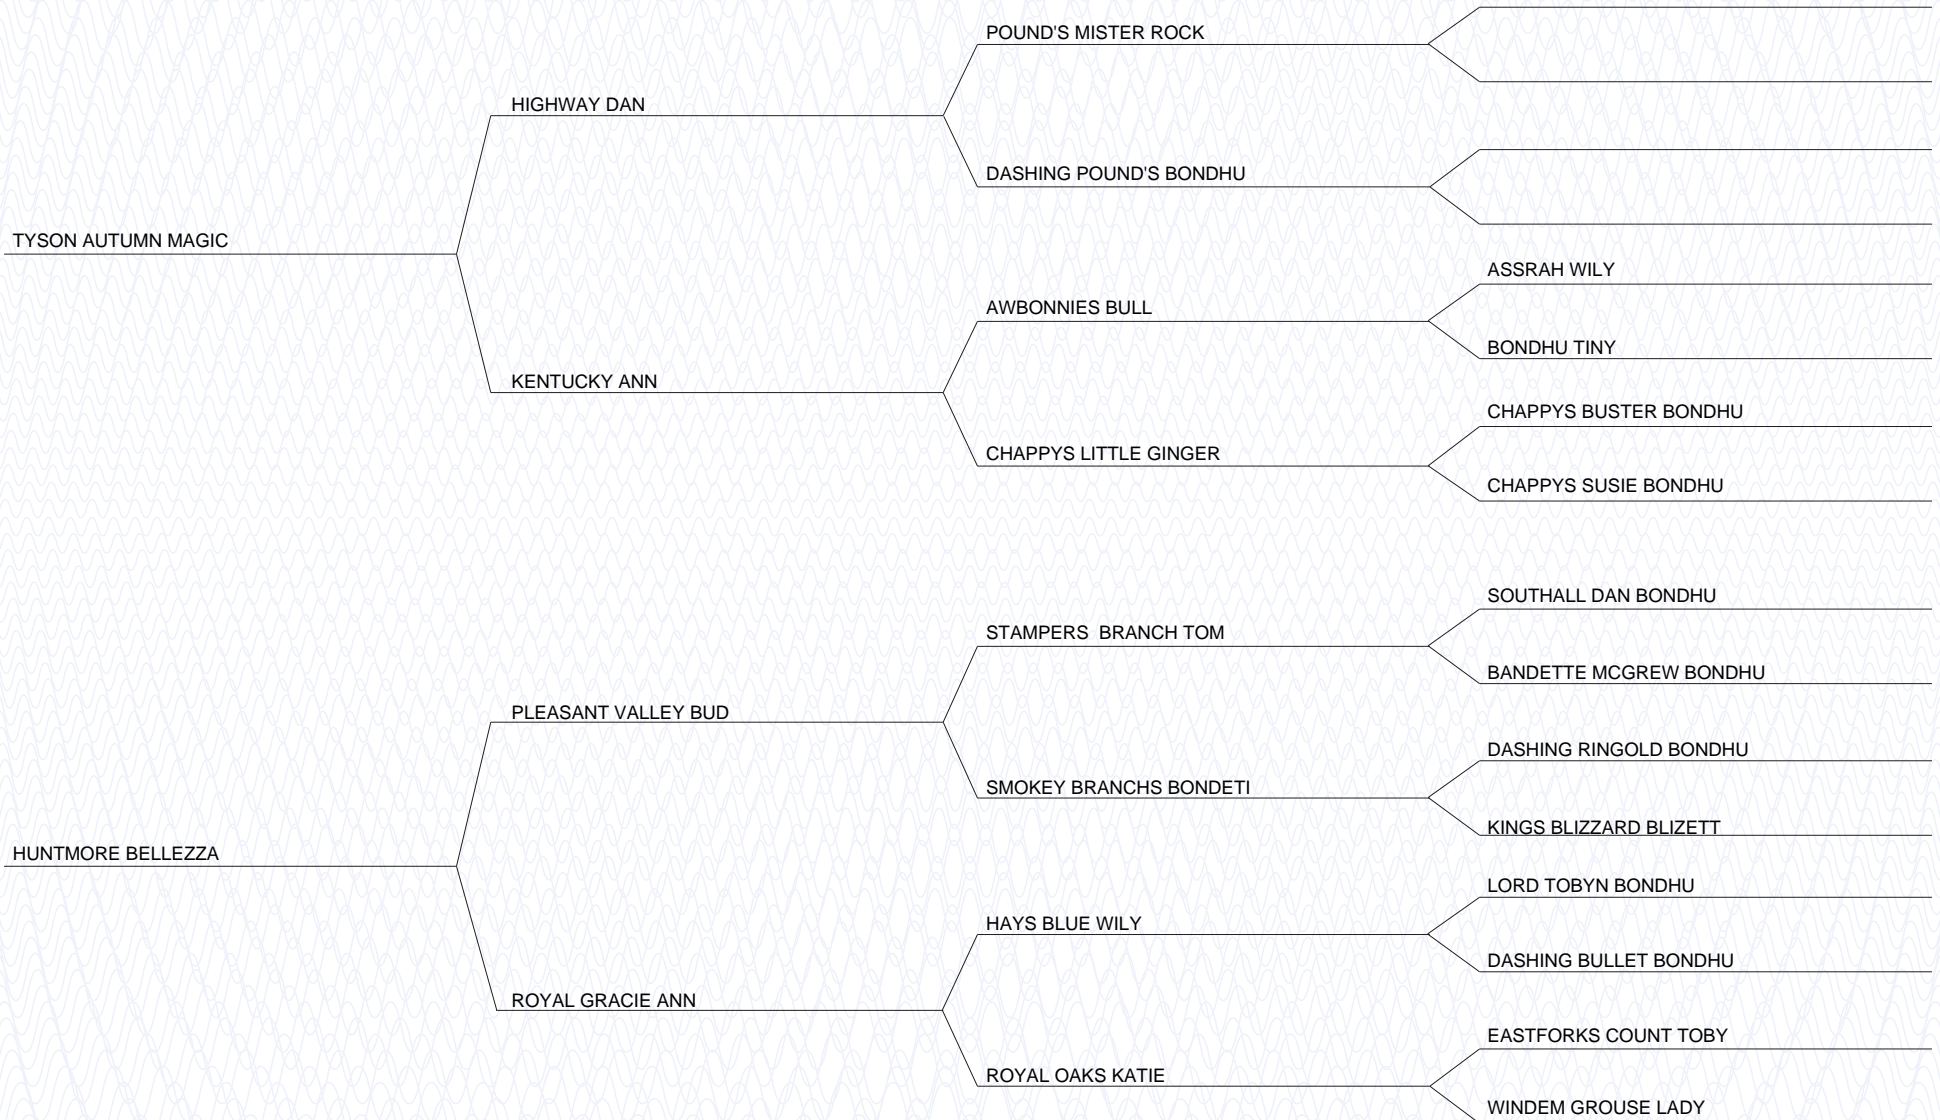 POUND'S MISTER ROCK
HIGHWAY DAN
DASHING POUND'S BONDHU
TYSON AUTUMN MAGIC
ASSRAH WILY
AWBONNIES BULL
BONDHU TINY
KENTUCKY ANN
CHAPPYS BUSTER BONDHU
CHAPPYS LITTLE GINGER
CHAPPYS SUSIE BONDHU
SOUTHALL DAN BONDHU
STAMPERS  BRANCH TOM
BANDETTE MCGREW BONDHU
PLEASANT VALLEY BUD
DASHING RINGOLD BONDHU
SMOKEY BRANCHS BONDETI
KINGS BLIZZARD BLIZETT
HUNTMORE BELLEZZA
LORD TOBYN BONDHU
HAYS BLUE WILY
DASHING BULLET BONDHU
ROYAL GRACIE ANN
EASTFORKS COUNT TOBY
ROYAL OAKS KATIE
WINDEM GROUSE LADY